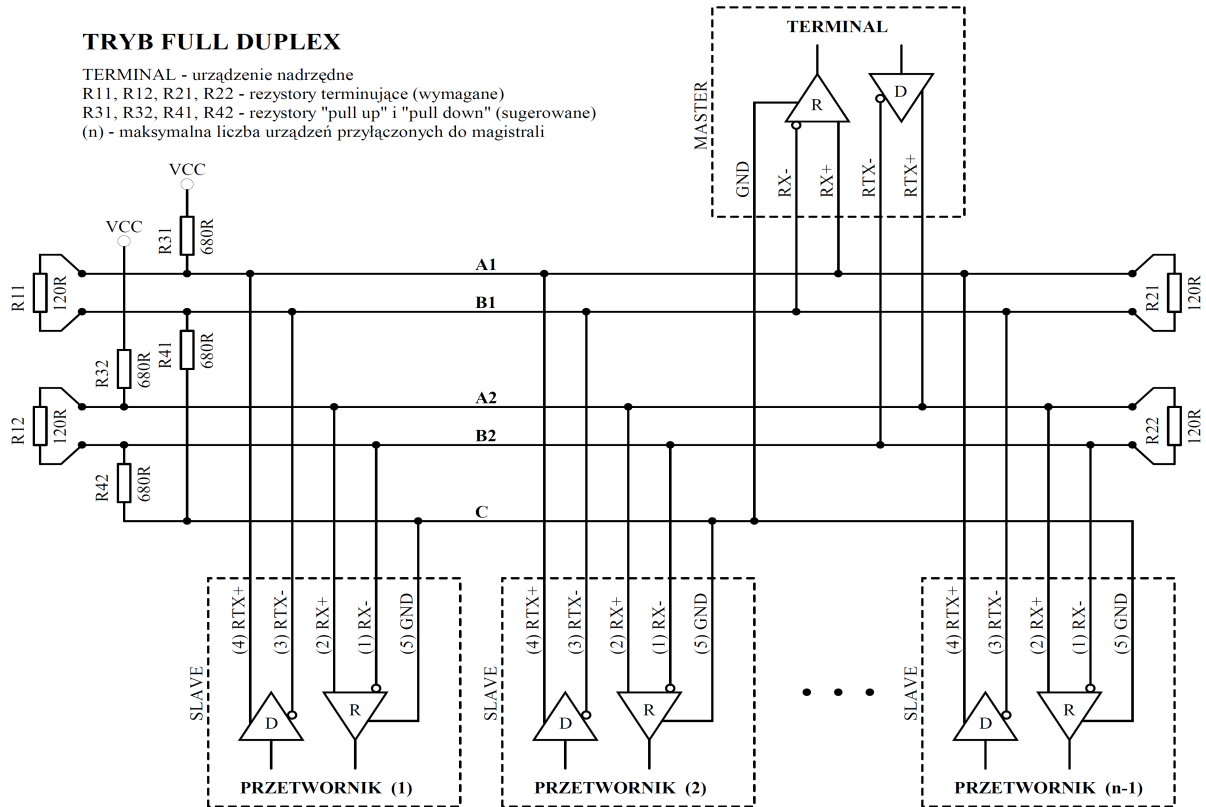 TRYB FULL DUPLEX
TERMINAL - urządzenie nadrzędne
R11, R12, R21, R22 - rezystory terminujące (wymagane)
R31, R32, R41, R42 - rezystory "pull up" i "pull down" (sugerowane)
(n) - maksymalna liczba urządzeń przyłączonych do magistrali
TERMINAL
MASTER
R
D
GND
RX-
RX+
RTX-
RTX+
VCC
R31
680R
VCC
R11
120R
A1
B1
R21
120R
R41
680R
R32
680R
R12
120R
A2
B2
R22
120R
R42
680R
C
SLAVE
(4) RTX+
(3) RTX-
(2) RX+
(1) RX-
(5) GND
D
R
PRZETWORNIK (1)
SLAVE
(4) RTX+
(3) RTX-
(2) RX+
(1) RX-
(5) GND
D
R
PRZETWORNIK (2)
SLAVE
(4) RTX+
(3) RTX-
(2) RX+
(1) RX-
(5) GND
D
R
PRZETWORNIK (n-1)